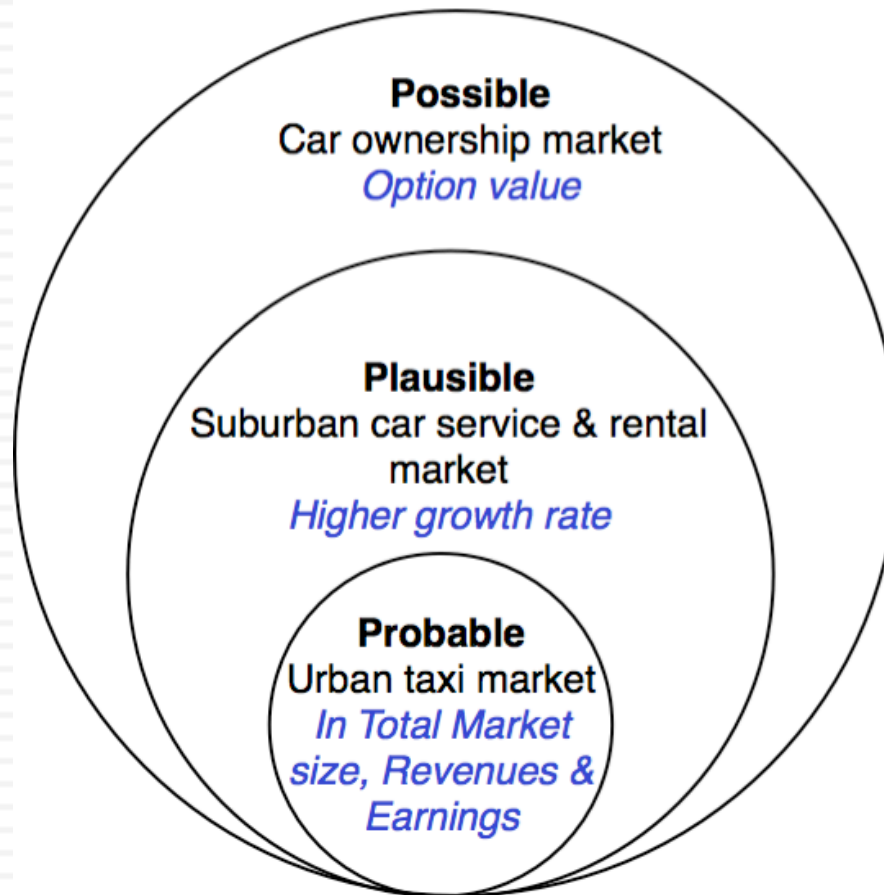 Possible
Car ownership market
Option value
Plausible
Suburban car service & rental
market
Higher growth rate
Probable
Urban taxi market
In Total Market
size, Revenues &
Earnings